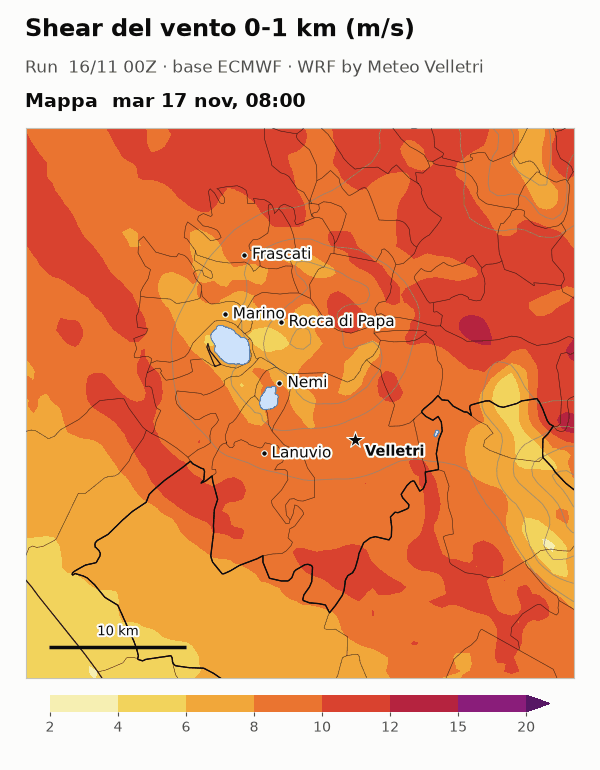 Shear del vento 0-1 km (m/s)
Run  16/11 00Z · base ECMWF · WRF by Meteo Velletri
Mappa  mar 17 nov, 08:00
Frascati
Marino
Rocca di Papa
Nemi
Velletri
Lanuvio
10 km
2 4 6 8 10 12 15 20